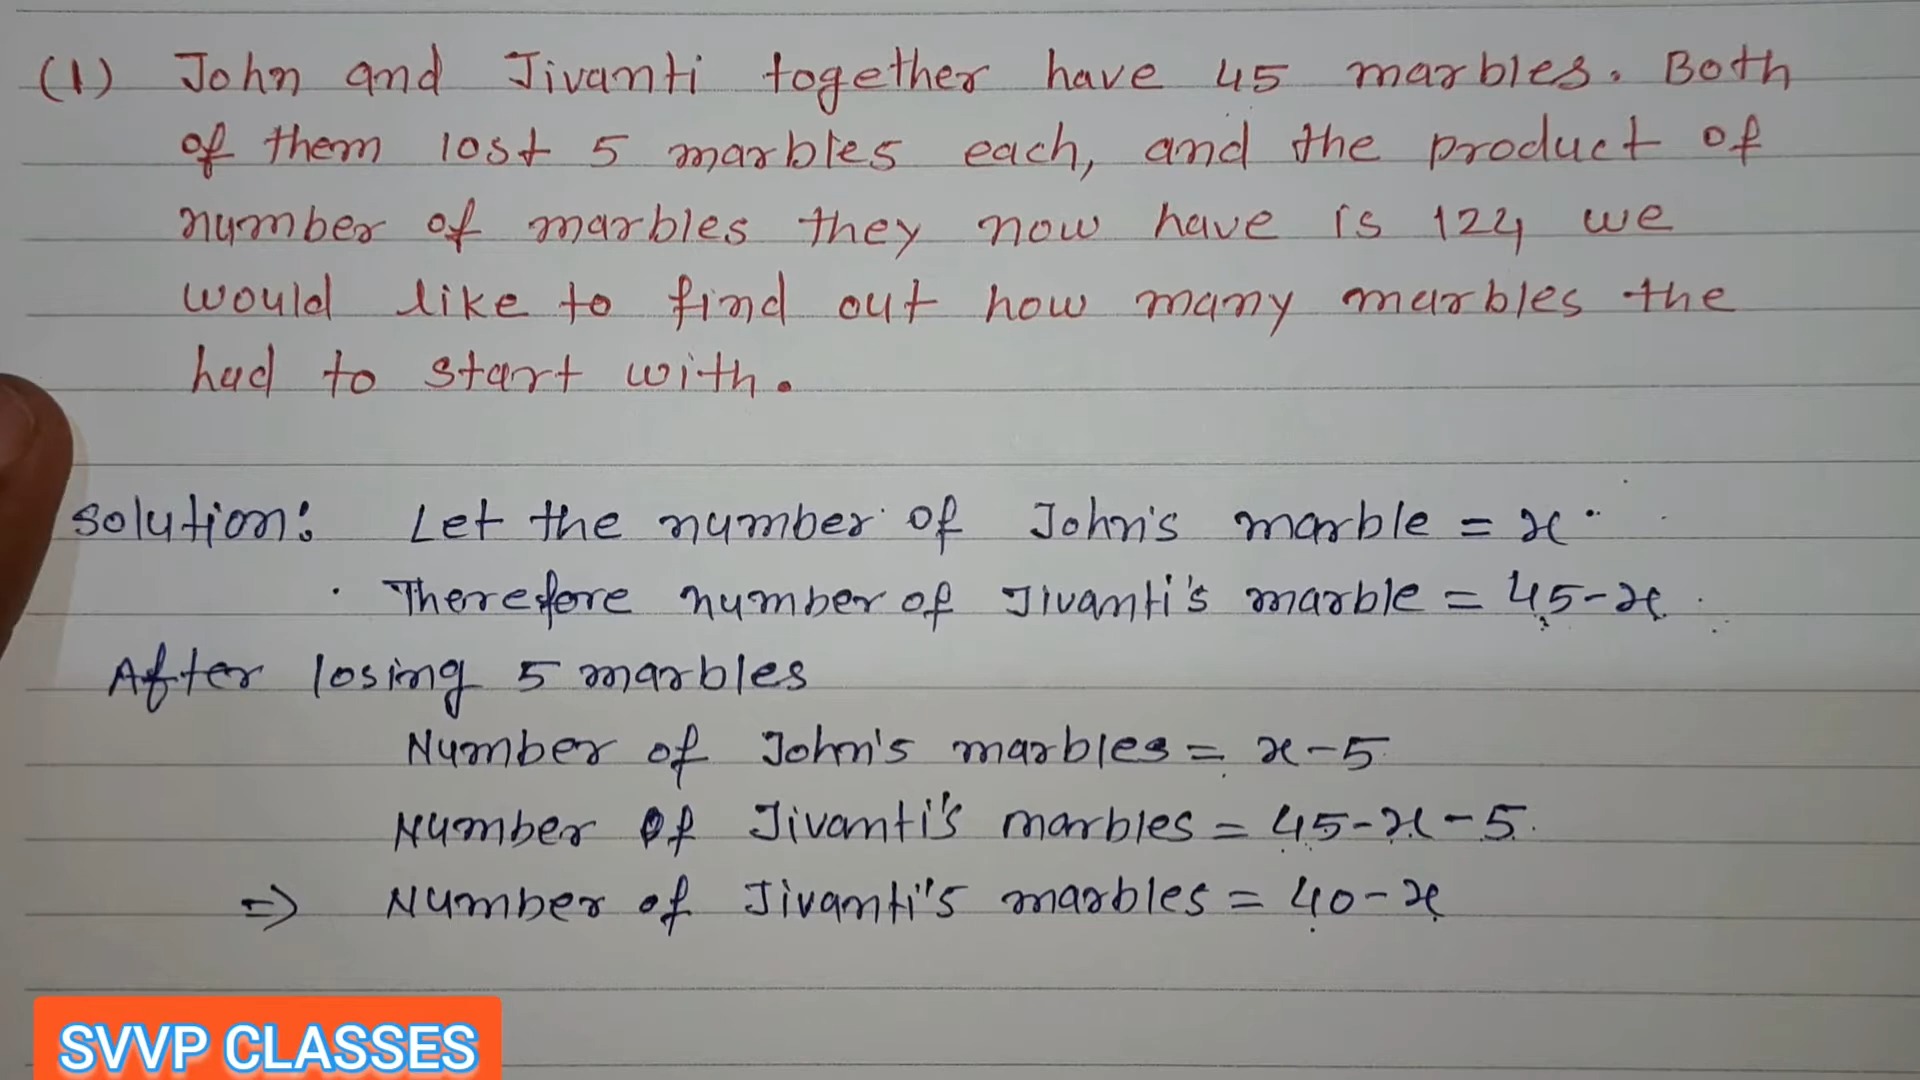 (1) John and Jivanti together have 45 marbles. Both
of them lost 5 marbles each, and the product of
number of marbles they now have is 124 we
would like to find out how many marbles the
had to start with.
Solution: Let the number of John's marble = x
Therefore number of Jivanti's marble = 45-x
After losing 5 marbles
Number of John's marbles = x-5
Number of Jivanti's marbles = 45-x-5
⇒ Number of Jivanti's marbles = 40-x
SVVP CLASSES